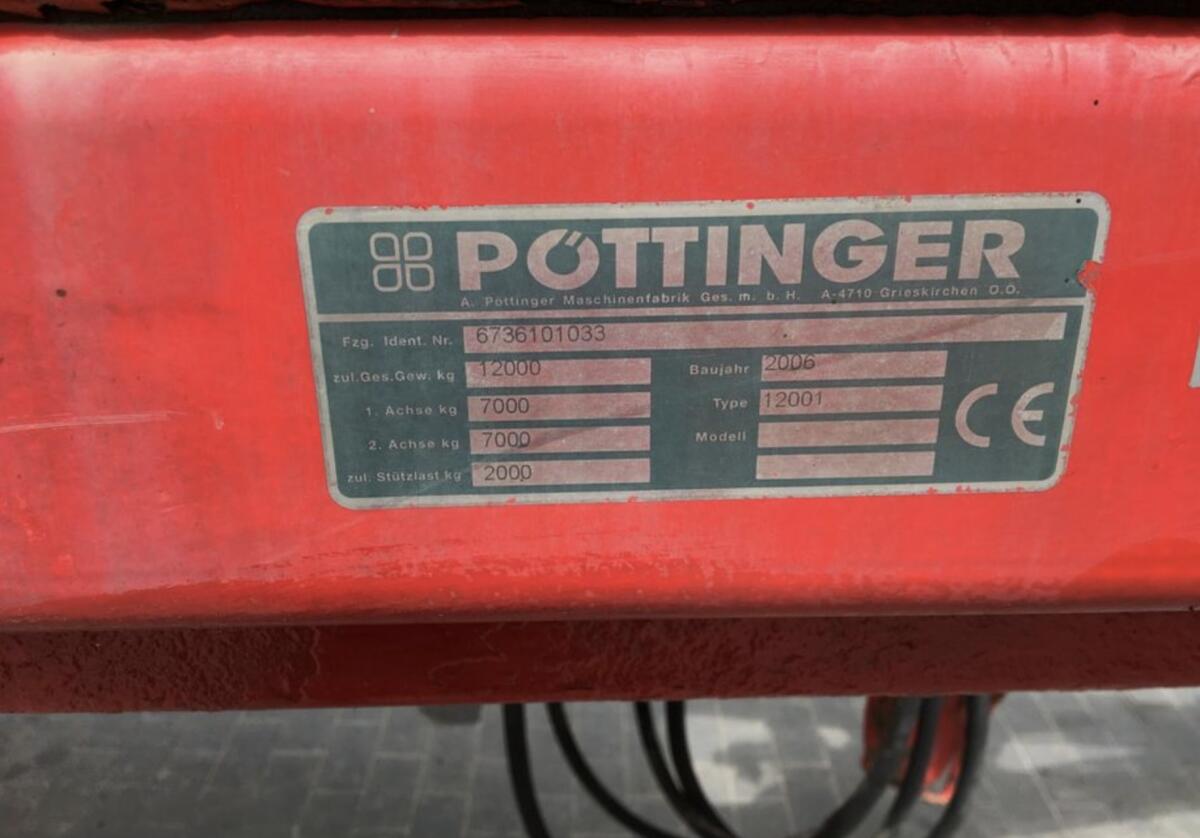 PÖTTINGER
A. Pöttinger Maschinenfabrik Ges. m. b. H. A-4710 Grieskirchen O.Ö.
Fzg. Ident. Nr. 6736101033
zul.Ges.Gew. kg 12000 Baujahr 2006
1. Achse kg 7000 Type 12001
2. Achse kg 7000 Modell
zul. Stützlast kg 2000
CE